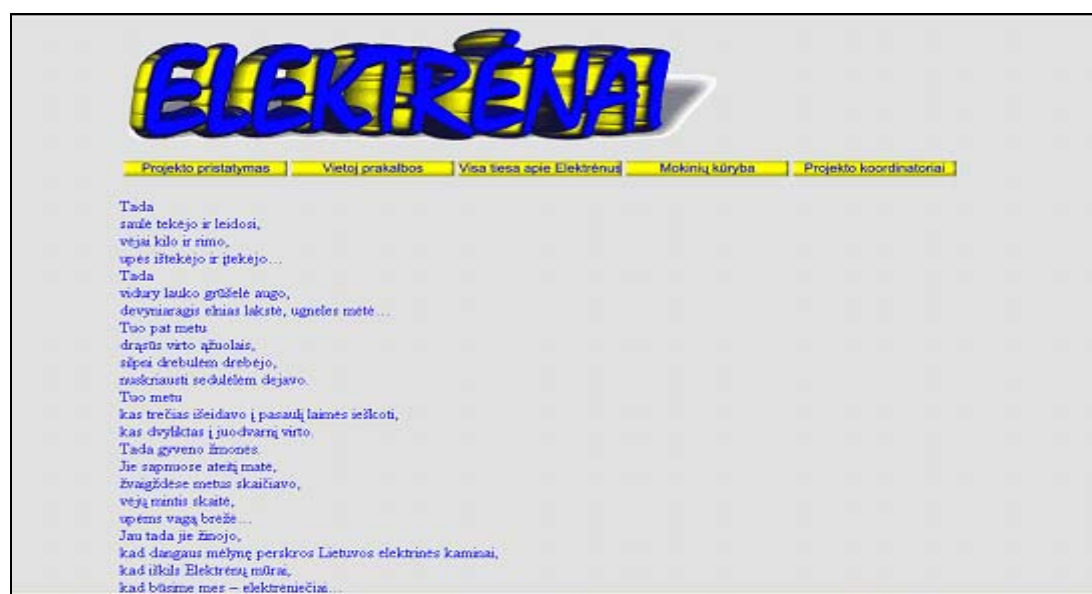 ELEKTRĖNAI
Projekto pristatymas Vietoj prakalbos Visa tiesa apie Elektrėnus Mokinių kūryba Projekto koordinatoriai
Tada
saulė tekėjo ir leidosi,
vėjai kilo ir rimo,
upės ištekėjo ir įtekėjo...
Tada
vidury lauko grūšelė augo,
devyniaragis elnias lakstė, ugneles mėtė...
Tuo pat metu
drąsūs virto ąžuolais,
silpni drebulėm drebėjo,
nuskriausti sedulėlėm dejavo.
Tuo metu
kas trečias išeidavo į pasaulį laimės ieškoti,
kas dvyliktas į juodvarnį virto.
Tada gyveno žmonės.
Jie sapnuose ateitį matė,
žvaigždėse metus skaičiavo,
vėjų mintis skaitė,
upėms vagą brėžė...
Jau tada jie žinojo,
kad dangaus mėlynę perskros Lietuvos elektrinės kaminai,
kad iškils Elektrėnų mūrai,
kad būsime mes – elektrėniečiai...